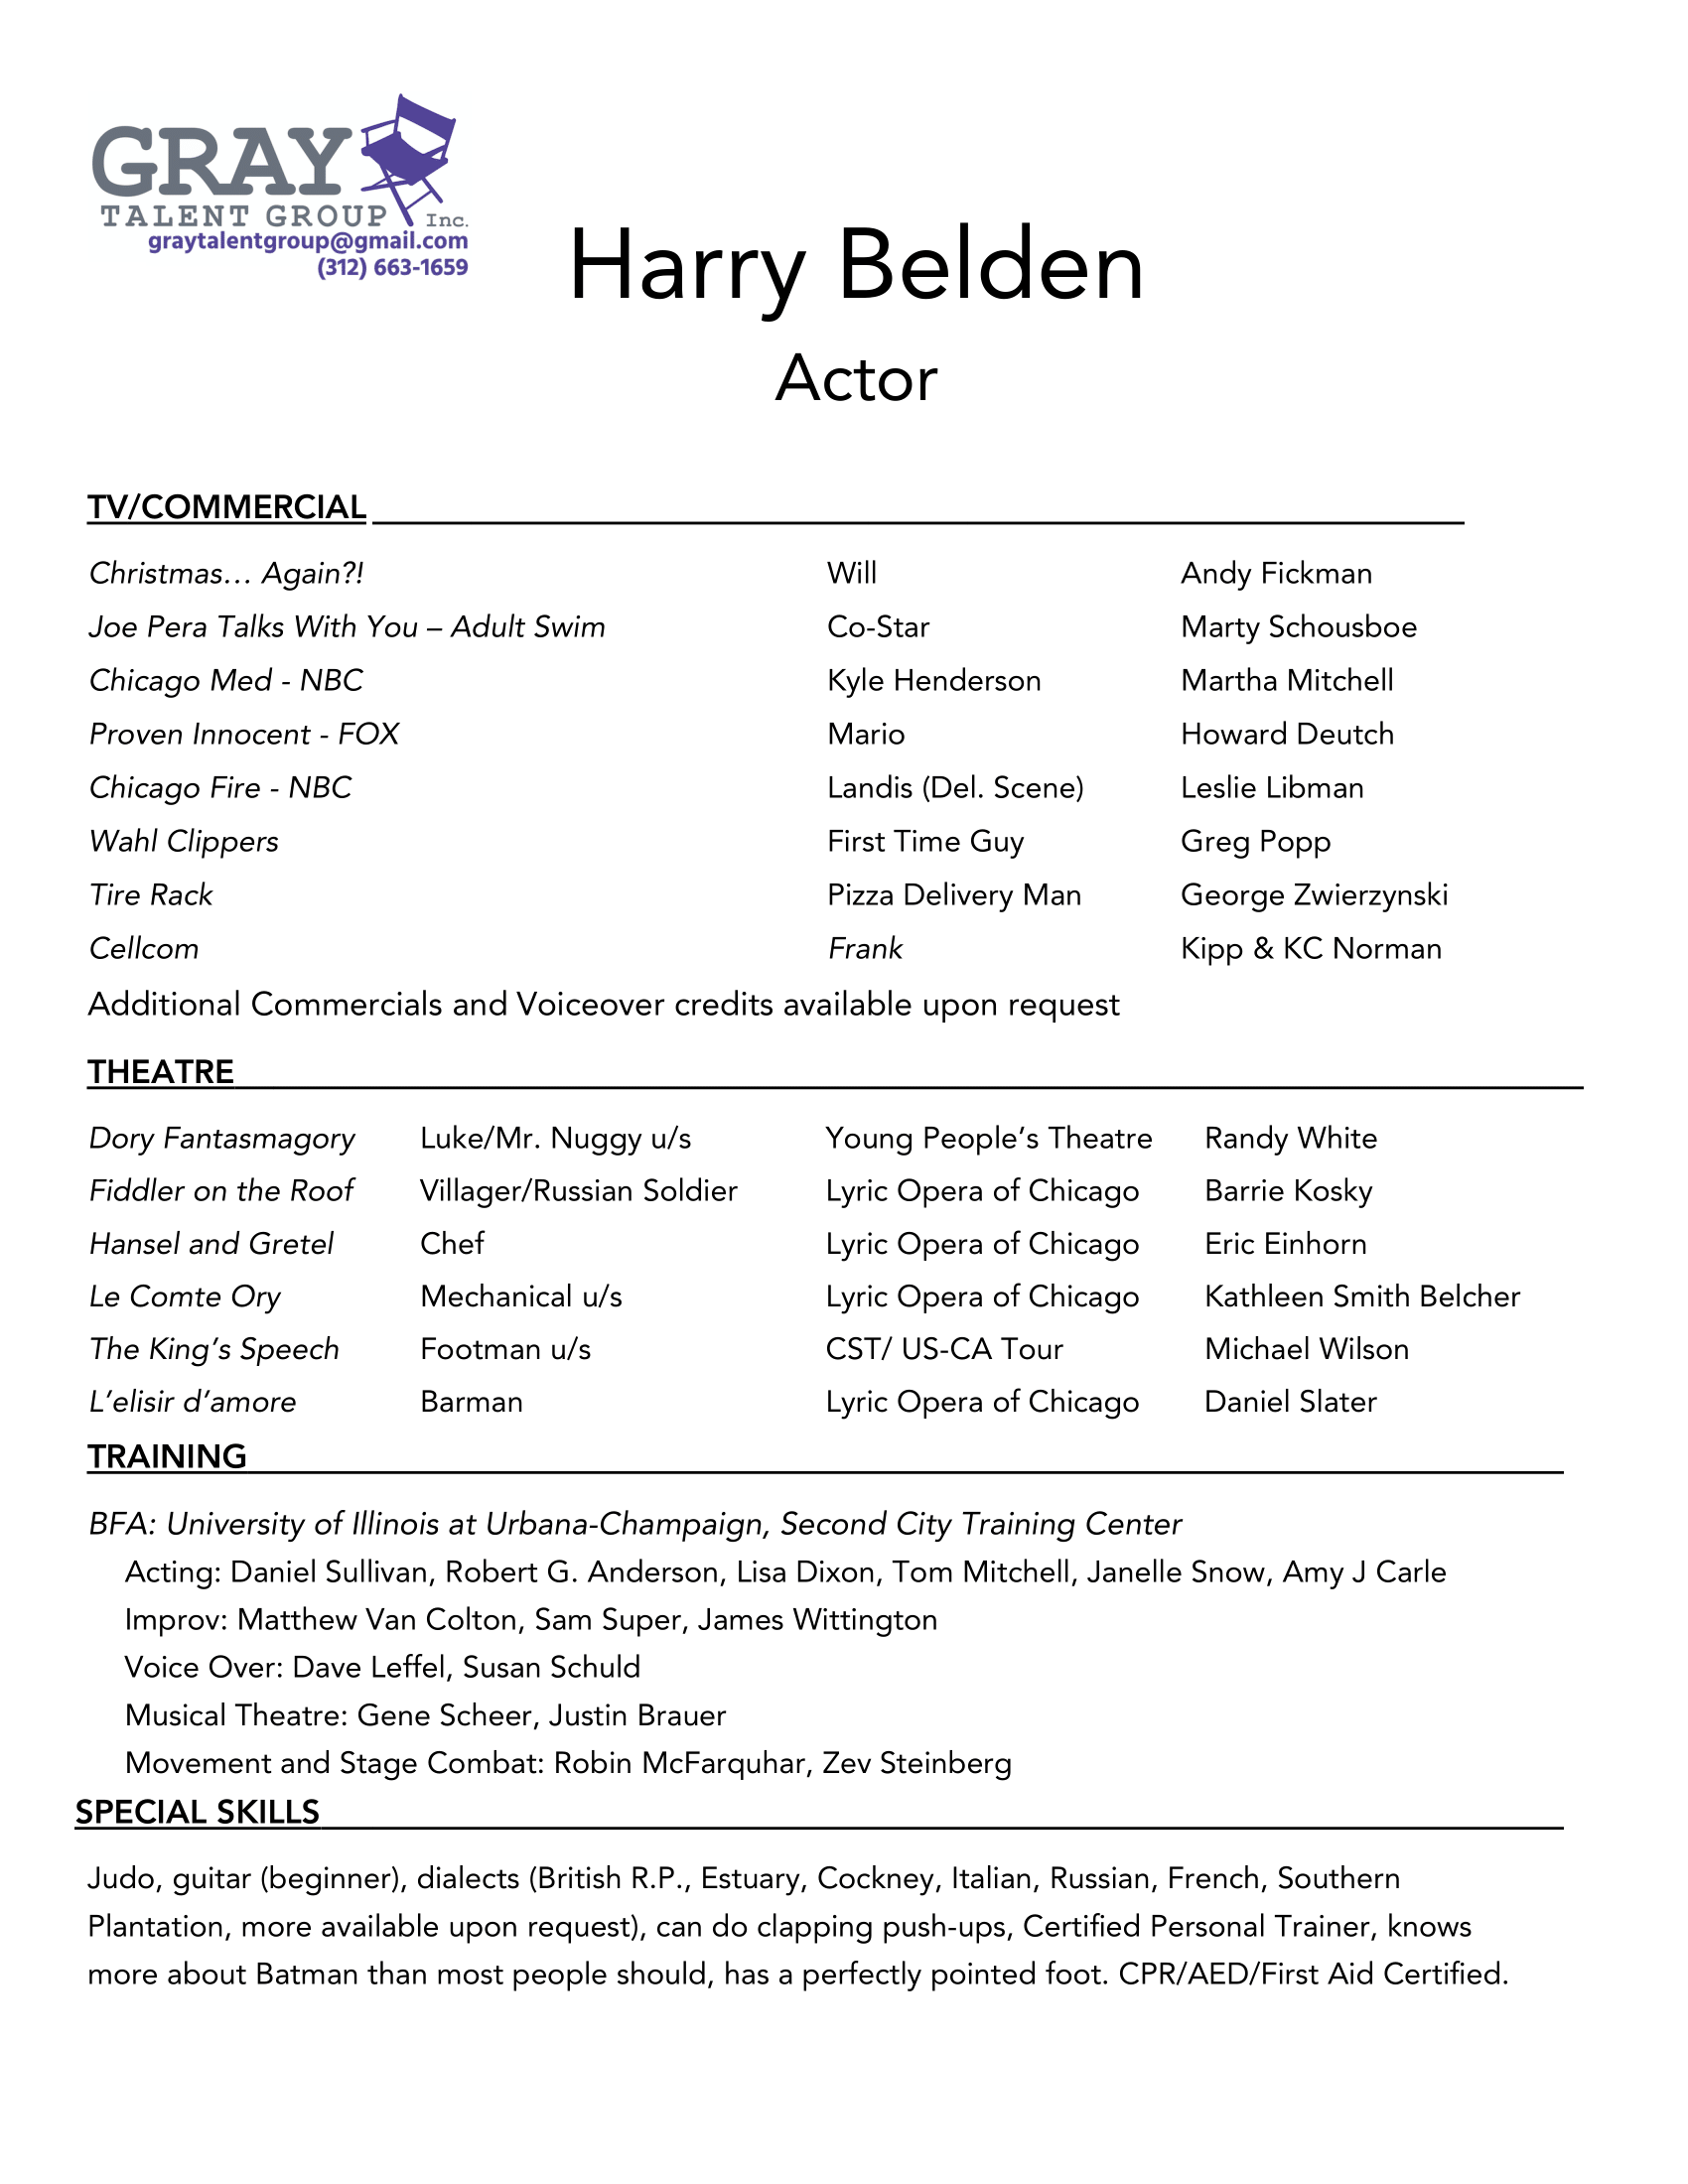 GRAY
TALENT GROUP Inc.
graytalentgroup@gmail.com
(312) 663-1659
Harry Belden
Actor
TV/COMMERCIAL
Christmas… Again?! Will Andy Fickman
Joe Pera Talks With You – Adult Swim Co-Star Marty Schousboe
Chicago Med - NBC Kyle Henderson Martha Mitchell
Proven Innocent - FOX Mario Howard Deutch
Chicago Fire - NBC Landis (Del. Scene) Leslie Libman
Wahl Clippers First Time Guy Greg Popp
Tire Rack Pizza Delivery Man George Zwierzynski
Cellcom Frank Kipp & KC Norman
Additional Commercials and Voiceover credits available upon request
THEATRE
Dory Fantasmagory Luke/Mr. Nuggy u/s Young People’s Theatre Randy White
Fiddler on the Roof Villager/Russian Soldier Lyric Opera of Chicago Barrie Kosky
Hansel and Gretel Chef Lyric Opera of Chicago Eric Einhorn
Le Comte Ory Mechanical u/s Lyric Opera of Chicago Kathleen Smith Belcher
The King’s Speech Footman u/s CST/ US-CA Tour Michael Wilson
L’elisir d’amore Barman Lyric Opera of Chicago Daniel Slater
TRAINING
BFA: University of Illinois at Urbana-Champaign, Second City Training Center
Acting: Daniel Sullivan, Robert G. Anderson, Lisa Dixon, Tom Mitchell, Janelle Snow, Amy J Carle
Improv: Matthew Van Colton, Sam Super, James Wittington
Voice Over: Dave Leffel, Susan Schuld
Musical Theatre: Gene Scheer, Justin Brauer
Movement and Stage Combat: Robin McFarquhar, Zev Steinberg
SPECIAL SKILLS
Judo, guitar (beginner), dialects (British R.P., Estuary, Cockney, Italian, Russian, French, Southern
Plantation, more available upon request), can do clapping push-ups, Certified Personal Trainer, knows
more about Batman than most people should, has a perfectly pointed foot. CPR/AED/First Aid Certified.